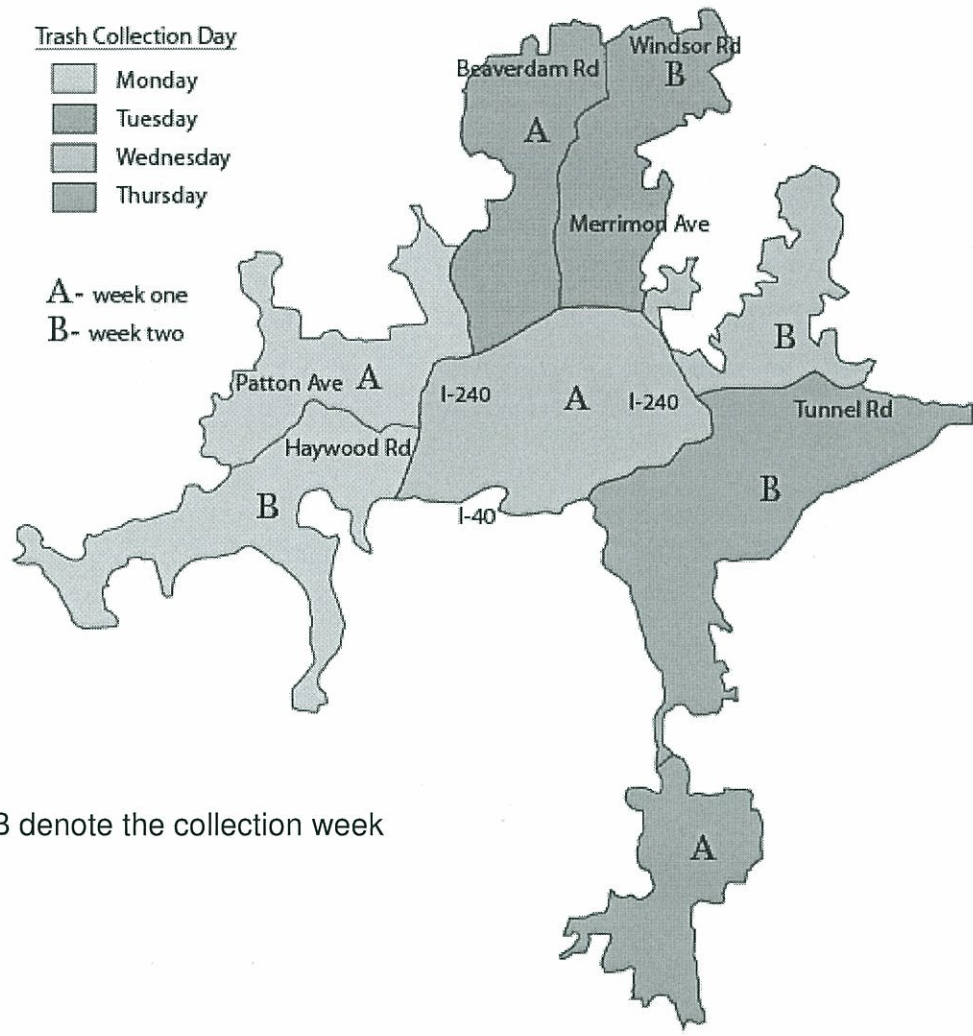 Trash Collection Day
Monday
Tuesday
Wednesday
Thursday
A- week one
B- week two
Windsor Rd
B
Beaverdam Rd
A
Merrimon Ave
B
Patton Ave A
I-240
A
I-240
Tunnel Rd
Haywood Rd
B
B
I-40
B denote the collection week
A